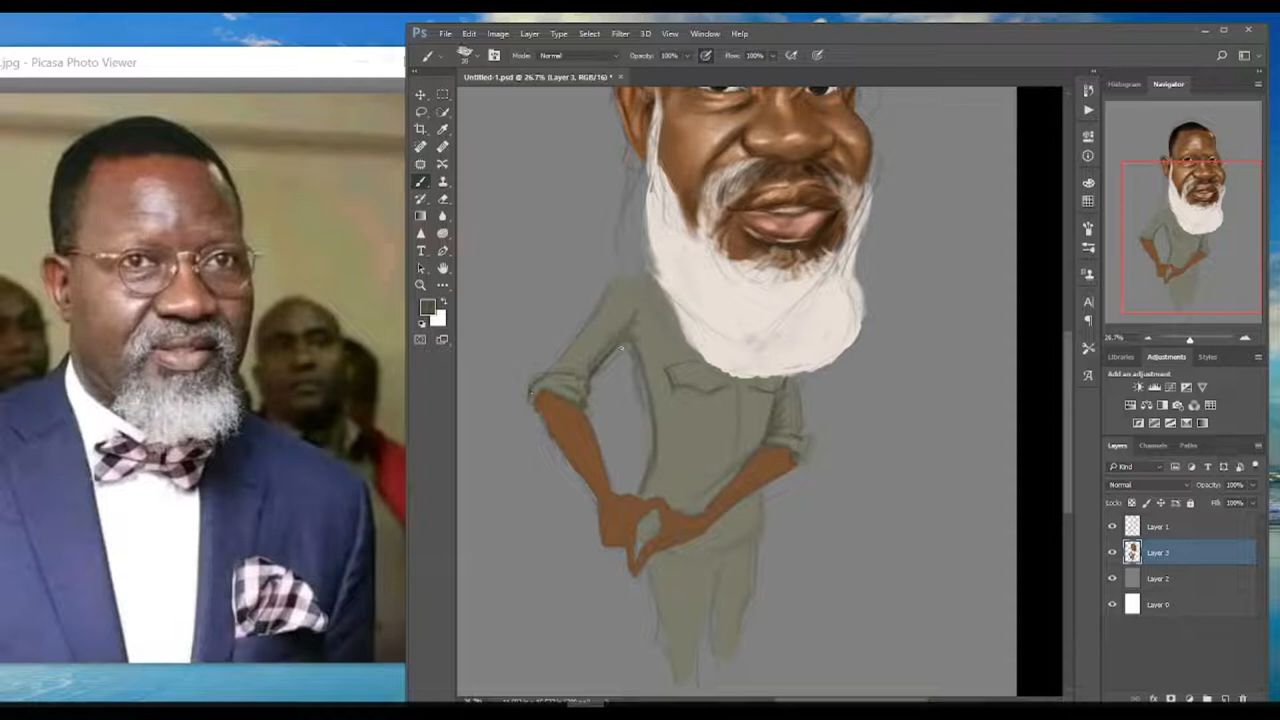 .jpg - Picasa Photo Viewer
Ps File Edit Image Layer Type Select Filter 3D View Window Help
Mode: Normal Opacity: 100% Flow: 100%
Untitled-1.psd @ 26.7% (Layer 3, RGB/16) *
Histogram Navigator
26.7%
Libraries Adjustments Styles
Add an adjustment
Layers Channels Paths
Kind
Normal Opacity: 100%
Lock: Fill: 100%
Layer 1
Layer 3
Layer 2
Layer 0